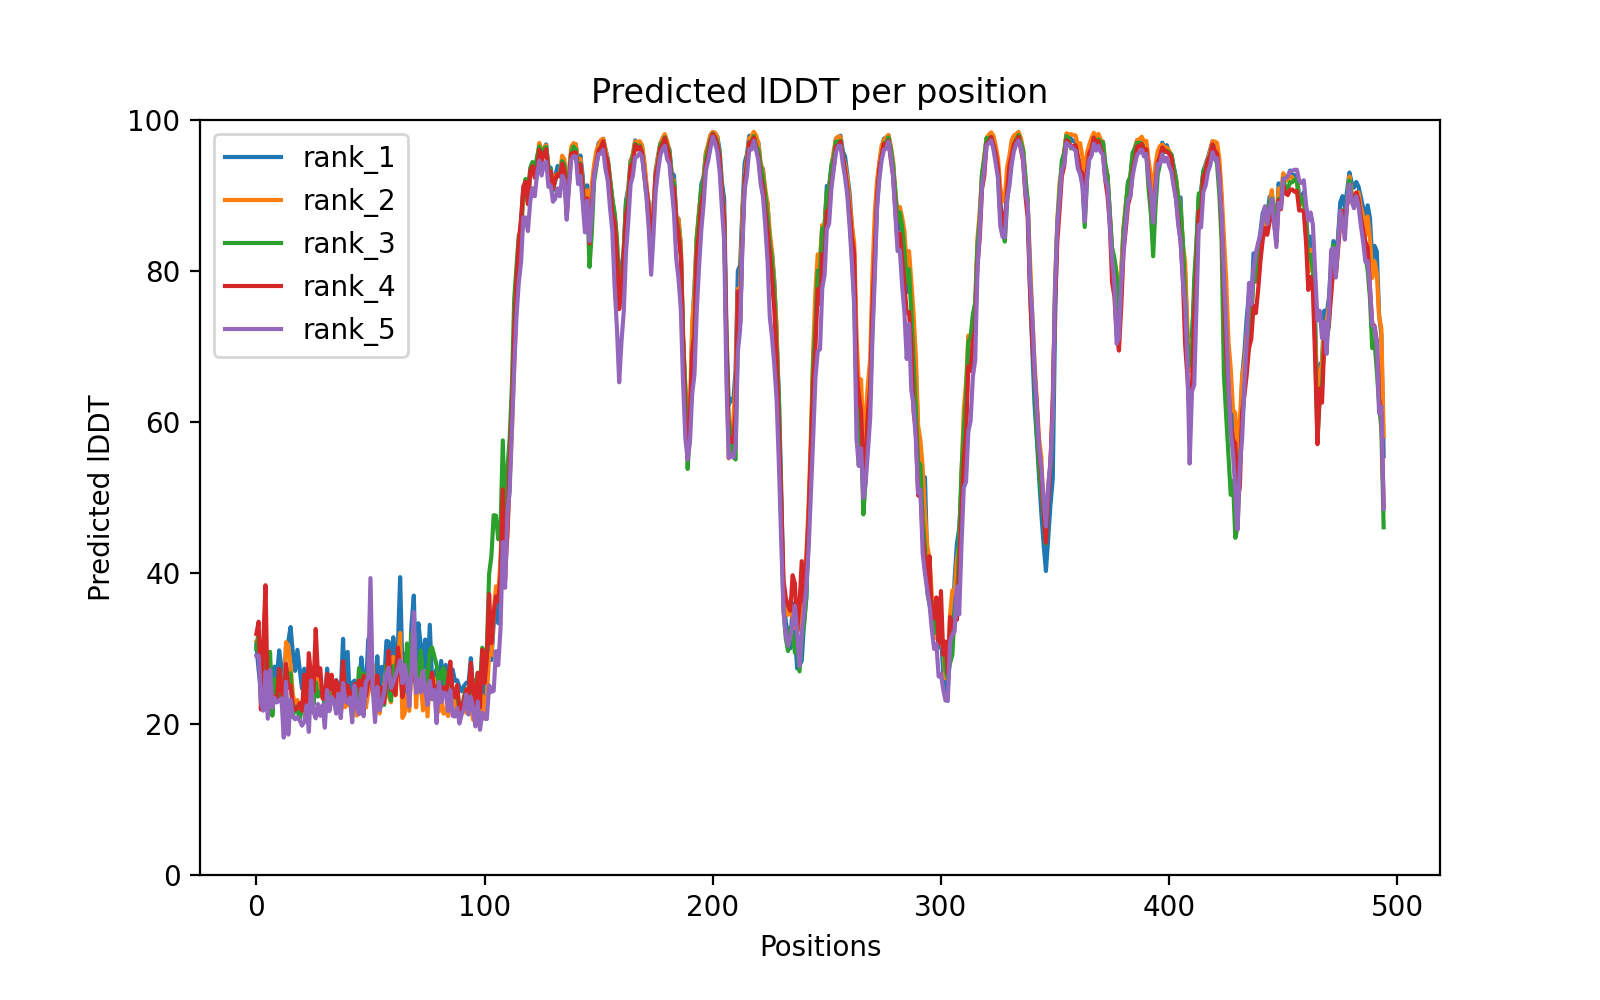 Predicted lDDT per position
100
80
60
40
20
0
Predicted lDDT
rank_1
rank_2
rank_3
rank_4
rank_5
0 100 200 300 400 500
Positions